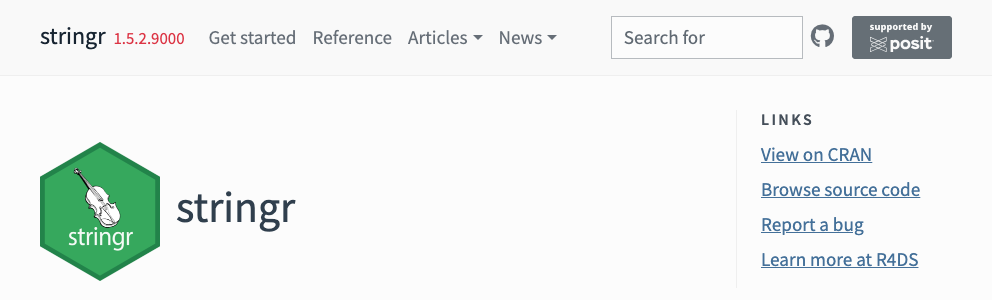 stringr 1.5.2.9000 Get started Reference Articles News Search for supported by
posit
LINKS
View on CRAN
Browse source code
Report a bug
Learn more at R4DS
stringr
stringr